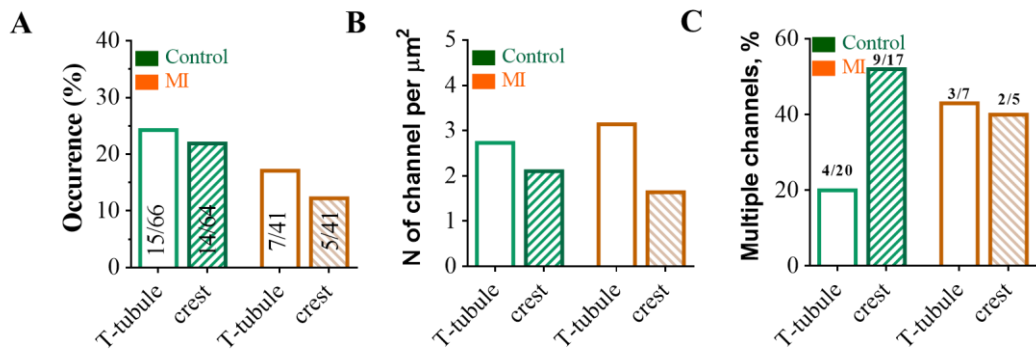 A
Occurence (%)
40
30
20
10
0
Control
MI
15/66
14/64
7/41
5/41
T-tubule
crest
T-tubule
crest
B
N of channel per μm²
5
4
3
2
1
0
Control
MI
T-tubule
crest
T-tubule
crest
C
Multiple channels, %
60
40
20
0
Control
MI
4/20
9/17
3/7
2/5
T-tubule
crest
T-tubule
crest